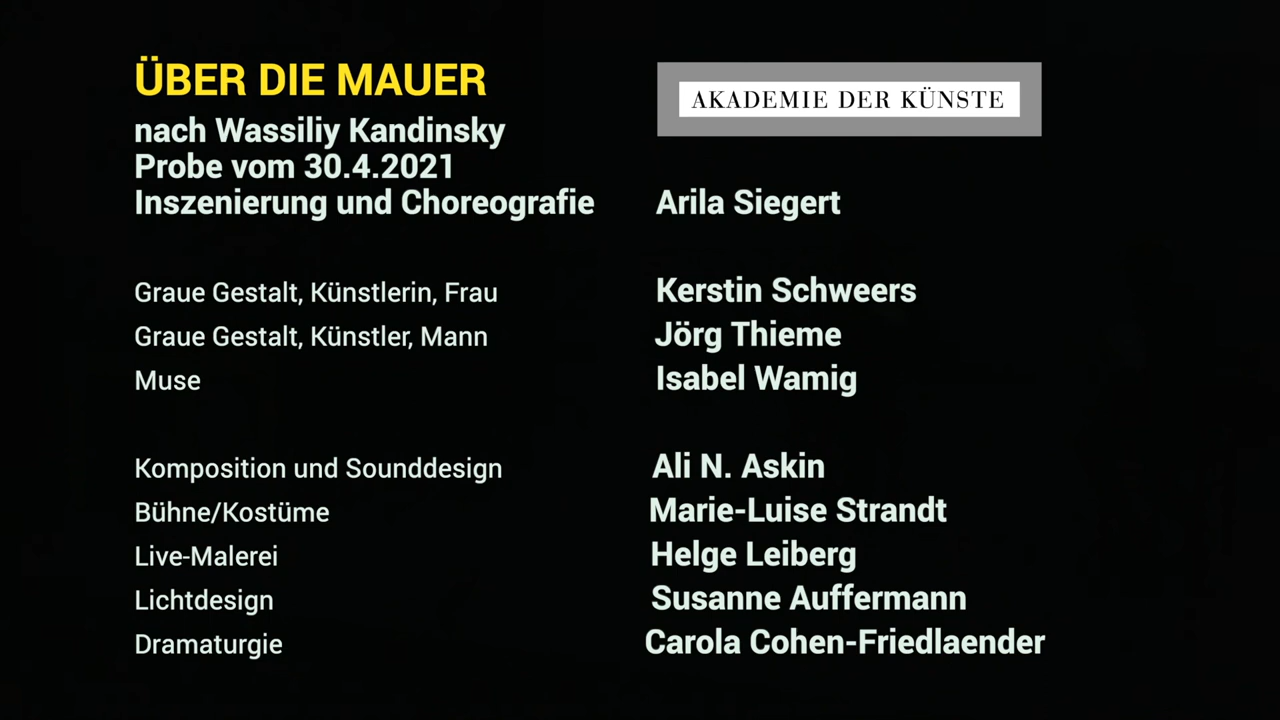 ÜBER DIE MAUER
AKADEMIE DER KÜNSTE
nach Wassiliy Kandinsky
Probe vom 30.4.2021
Inszenierung und Choreografie Arila Siegert
Graue Gestalt, Künstlerin, Frau Kerstin Schweers
Graue Gestalt, Künstler, Mann Jörg Thieme
Muse Isabel Wamig
Komposition und Sounddesign Ali N. Askin
Bühne/Kostüme Marie-Luise Strandt
Live-Malerei Helge Leiberg
Lichtdesign Susanne Auffermann
Dramaturgie Carola Cohen-Friedlaender